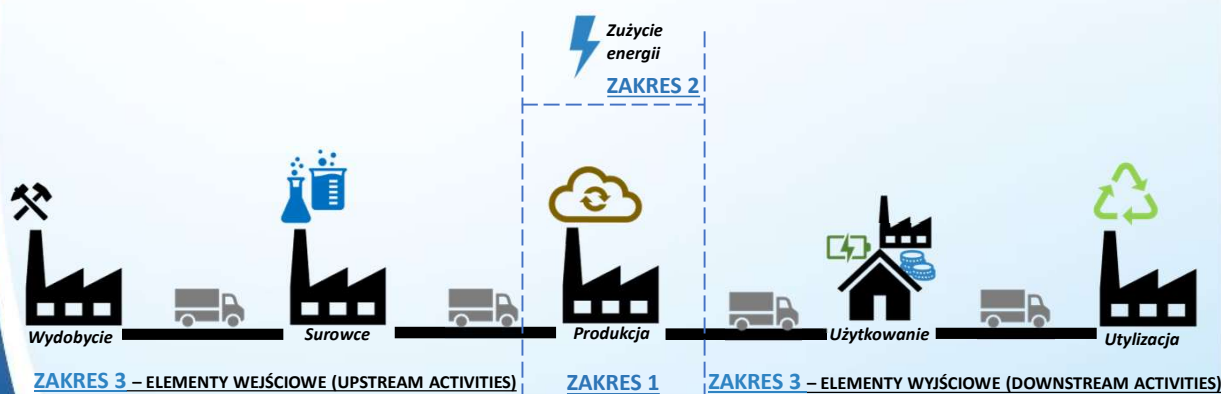 Zużycie
energii
ZAKRES 2
Wydobycie
Surowce
Produkcja
Użytkowanie
Utylizacja
ZAKRES 3 – ELEMENTY WEJŚCIOWE (UPSTREAM ACTIVITIES)
ZAKRES 1
ZAKRES 3 – ELEMENTY WYJŚCIOWE (DOWNSTREAM ACTIVITIES)